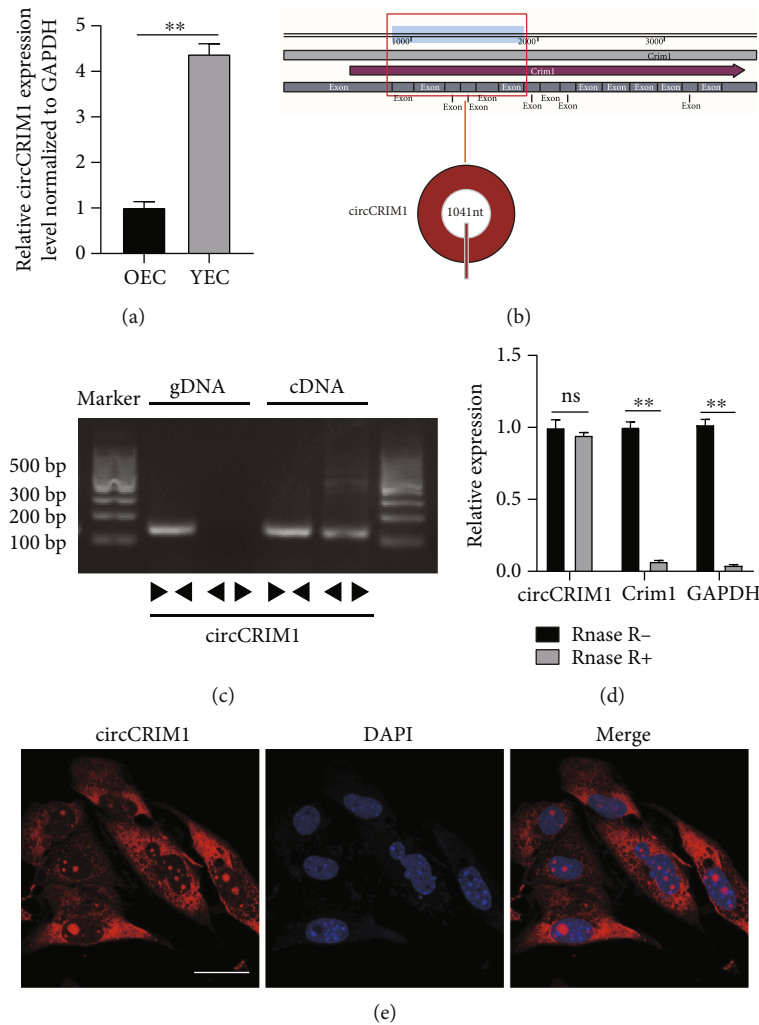 (a)
Relative circCRIM1 expression
level normalized to GAPDH
5
4
3
2
1
0
**
OEC YEC
(b)
1000 2000 3000
Crim1
Crim1
Exon Exon Exon Exon Exon Exon Exon Exon
Exon Exon Exon
Exon Exon Exon Exon Exon
circCRIM1
1041nt
(c)
gDNA cDNA
Marker
500 bp
300 bp
200 bp
100 bp
circCRIM1
(d)
Relative expression
1.5
1.0
0.5
0.0
ns ** **
circCRIM1 Crim1 GAPDH
Rnase R–
Rnase R+
circCRIM1 DAPI Merge
(e)